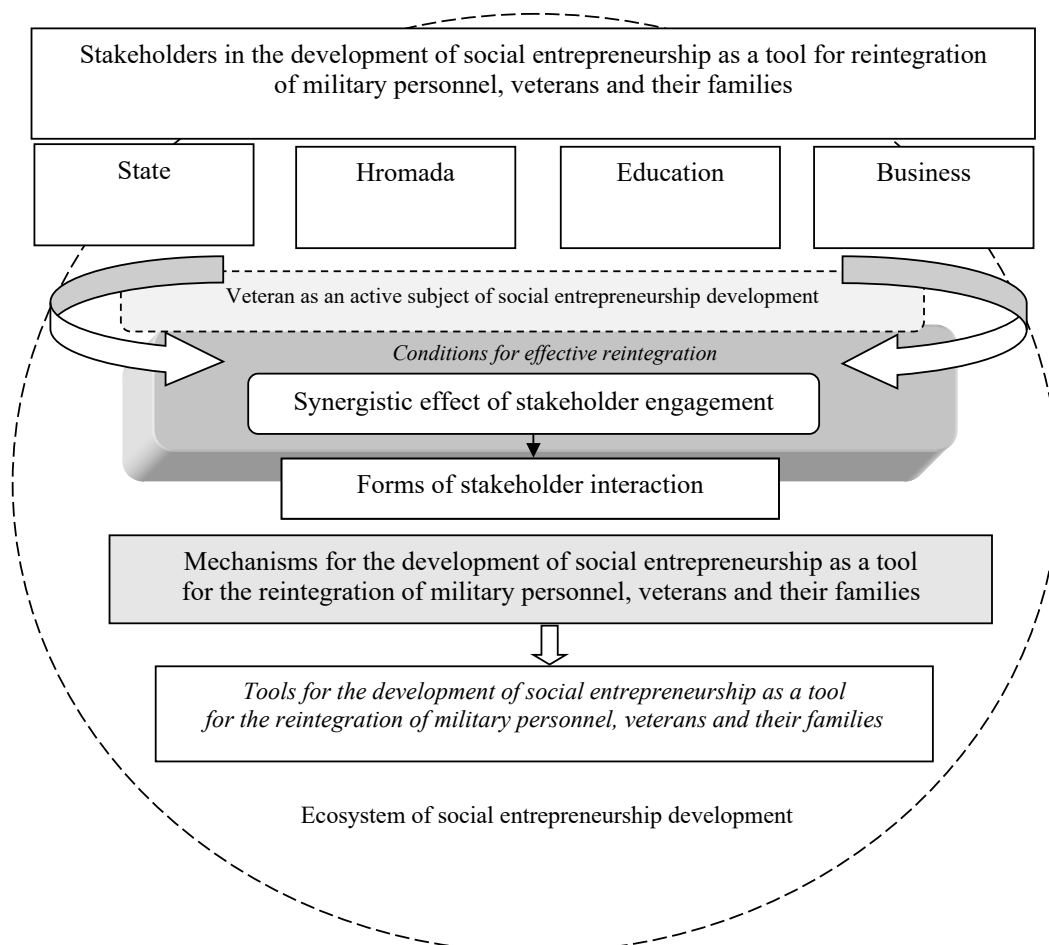 Stakeholders in the development of social entrepreneurship as a tool for reintegration
of military personnel, veterans and their families
State
Hromada
Education
Business
Veteran as an active subject of social entrepreneurship development
Conditions for effective reintegration
Synergistic effect of stakeholder engagement
Forms of stakeholder interaction
Mechanisms for the development of social entrepreneurship as a tool
for the reintegration of military personnel, veterans and their families
Tools for the development of social entrepreneurship as a tool
for the reintegration of military personnel, veterans and their families
Ecosystem of social entrepreneurship development